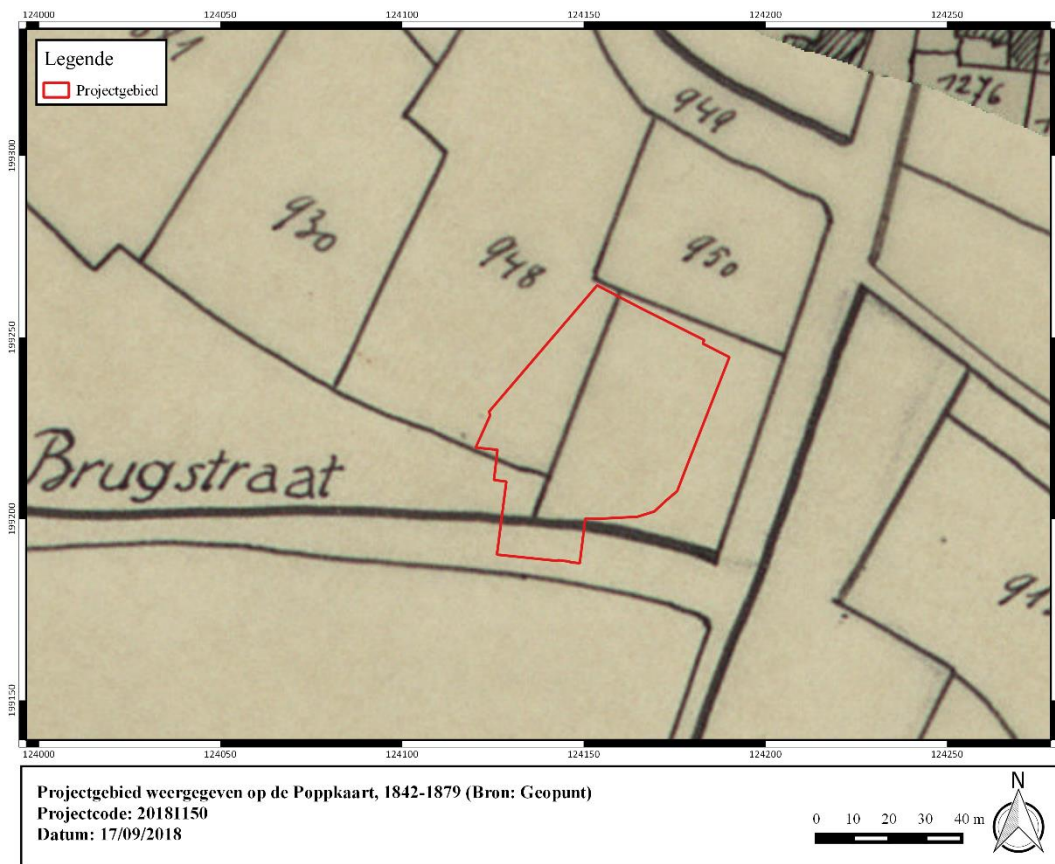 124000 124050 124100 124150 124200 124250
Legende
Projectgebied
949
1276
199300
930
948
950
199250
Brugstraat
199200
199150
124000 124050 124100 124150 124200 124250
Projectgebied weergegeven op de Poppkaart, 1842-1879 (Bron: Geopunt)
Projectcode: 2018I150
Datum: 17/09/2018
0 10 20 30 40 m
N